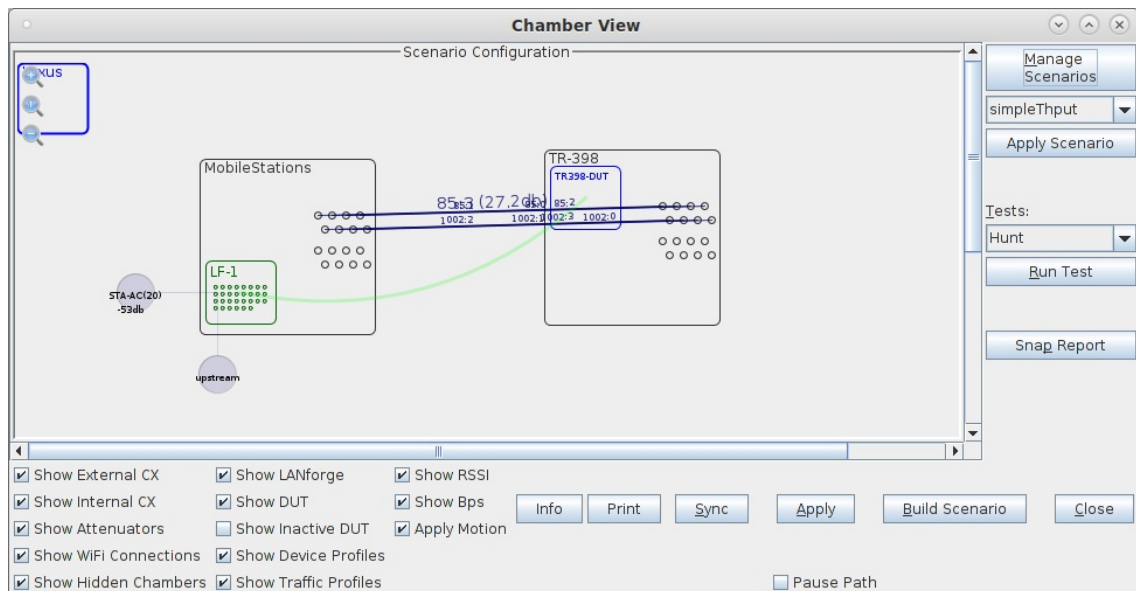 Chamber View
Scenario Configuration
Manage
Scenarios
simpleThput
Apply Scenario
Tests:
Hunt
Run Test
Snap Report
MobileStations
TR-398
TR398-DUT
85:3 (27,2db)
85:2
1002:2
1002:3
1002:0
LF-1
STA-AC(20)
-53db
upstream
Show External CX
Show LANforge
Show RSSI
Show Internal CX
Show DUT
Show Bps
Show Attenuators
Show Inactive DUT
Apply Motion
Show WiFi Connections
Show Device Profiles
Show Hidden Chambers
Show Traffic Profiles
Info
Print
Sync
Apply
Build Scenario
Close
Pause Path